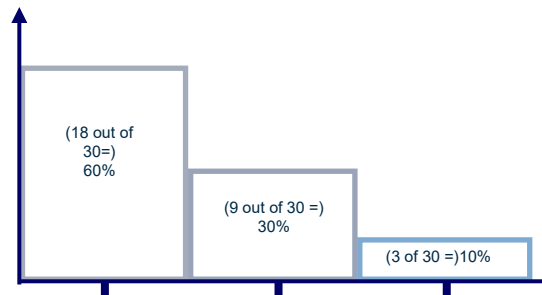 (18 out of
30=)
60%
(9 out of 30 =)
30%
(3 of 30 =)10%